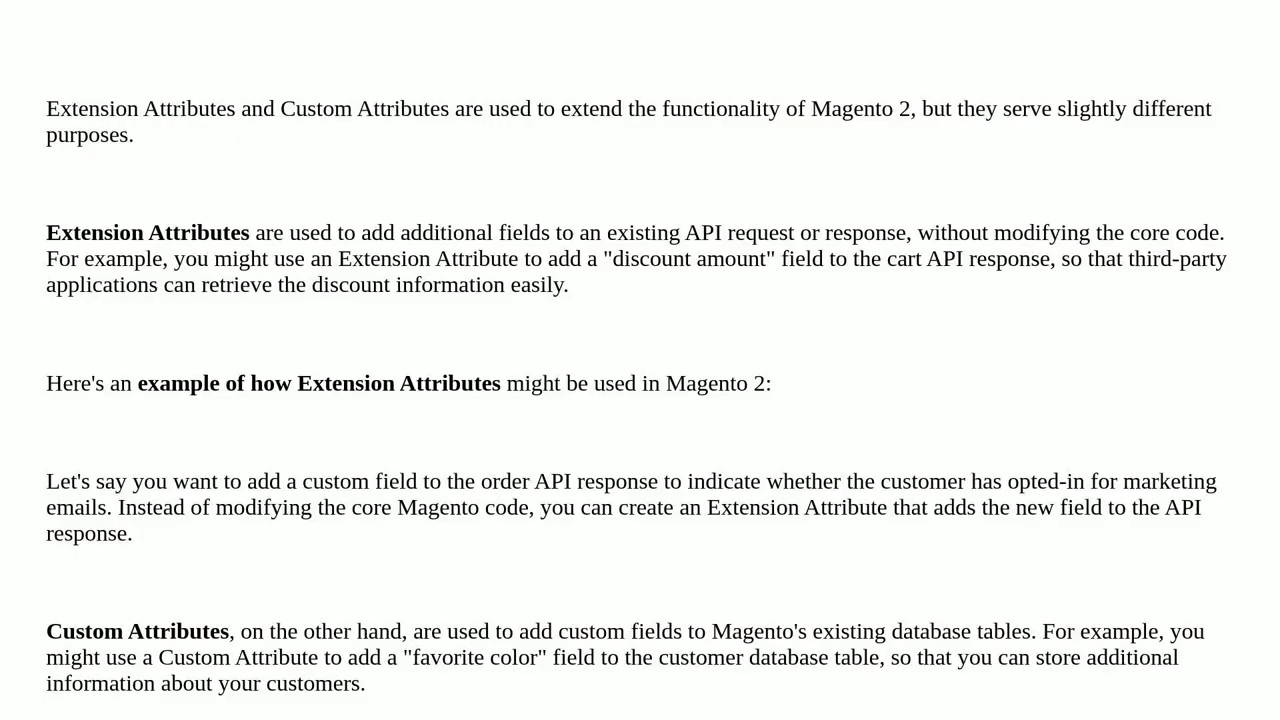 Extension Attributes and Custom Attributes are used to extend the functionality of Magento 2, but they serve slightly different
purposes.
Extension Attributes are used to add additional fields to an existing API request or response, without modifying the core code.
For example, you might use an Extension Attribute to add a "discount amount" field to the cart API response, so that third-party
applications can retrieve the discount information easily.
Here's an example of how Extension Attributes might be used in Magento 2:
Let's say you want to add a custom field to the order API response to indicate whether the customer has opted-in for marketing
emails. Instead of modifying the core Magento code, you can create an Extension Attribute that adds the new field to the API
response.
Custom Attributes, on the other hand, are used to add custom fields to Magento's existing database tables. For example, you
might use a Custom Attribute to add a "favorite color" field to the customer database table, so that you can store additional
information about your customers.